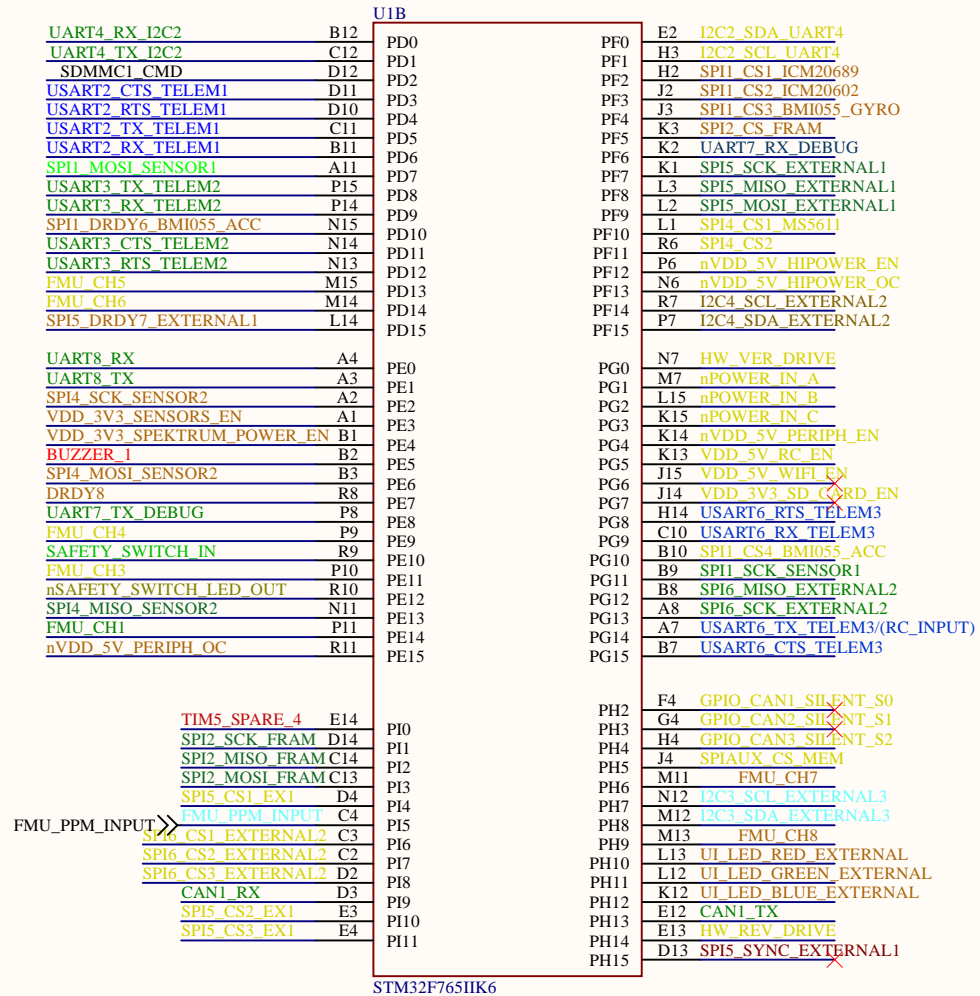 U1B
UART4_RX_I2C2 B12 PD0 PF0 E2 I2C2_SDA_UART4
UART4_TX_I2C2 C12 PD1 PF1 H3 I2C2_SCL_UART4
SDMMC1_CMD D12 PD2 PF2 H2 SPI1_CS1_ICM20689
USART2_CTS_TELEM1 D11 PD3 PF3 J2 SPI1_CS2_ICM20602
USART2_RTS_TELEM1 D10 PD4 PF4 J3 SPI1_CS3_BMI055_GYRO
USART2_TX_TELEM1 C11 PD5 PF5 K3 SPI2_CS_FRAM
USART2_RX_TELEM1 B11 PD6 PF6 K2 UART7_RX_DEBUG
SPI1_MOSI_SENSOR1 A11 PD7 PF7 K1 SPI5_SCK_EXTERNAL1
USART3_TX_TELEM2 P15 PD8 PF8 L3 SPI5_MISO_EXTERNAL1
USART3_RX_TELEM2 P14 PD9 PF9 L2 SPI5_MOSI_EXTERNAL1
SPI1_DRDY6_BMI055_ACC N15 PD10 PF10 L1 SPI4_CS1_MS5611
USART3_CTS_TELEM2 N14 PD11 PF11 R6 SPI4_CS2
USART3_RTS_TELEM2 N13 PD12 PF12 P6 nVDD_5V_HIPOWER_EN
FMU_CH5 M15 PD13 PF13 N6 nVDD_5V_HIPOWER_OC
FMU_CH6 M14 PD14 PF14 R7 I2C4_SCL_EXTERNAL2
SPI5_DRDY7_EXTERNAL1 L14 PD15 PF15 P7 I2C4_SDA_EXTERNAL2
UART8_RX A4 PE0 PG0 N7 HW_VER_DRIVE
UART8_TX A3 PE1 PG1 M7 nPOWER_IN_A
SPI4_SCK_SENSOR2 A2 PE2 PG2 L15 nPOWER_IN_B
VDD_3V3_SENSORS_EN A1 PE3 PG3 K15 nPOWER_IN_C
VDD_3V3_SPEKTRUM_POWER_EN B1 PE4 PG4 K14 nVDD_5V_PERIPH_EN
BUZZER_1 B2 PE5 PG5 K13 VDD_5V_RC_EN
SPI4_MOSI_SENSOR2 B3 PE6 PG6 J15 VDD_5V_WIFI_EN
DRDY8 R8 PE7 PG7 J14 VDD_3V3_SD_CARD_EN
UART7_TX_DEBUG P8 PE8 PG8 H14 USART6_RTS_TELEM3
FMU_CH4 P9 PE9 PG9 C10 USART6_RX_TELEM3
SAFETY_SWITCH_IN R9 PE10 PG10 B10 SPI1_CS4_BMI055_ACC
FMU_CH3 P10 PE11 PG11 B9 SPI1_SCK_SENSOR1
nSAFETY_SWITCH_LED_OUT R10 PE12 PG12 B8 SPI6_MISO_EXTERNAL2
SPI4_MISO_SENSOR2 N11 PE13 PG13 A8 SPI6_SCK_EXTERNAL2
FMU_CH1 P11 PE14 PG14 A7 USART6_TX_TELEM3/(RC_INPUT)
nVDD_5V_PERIPH_OC R11 PE15 PG15 B7 USART6_CTS_TELEM3
PH2 F4 GPIO_CAN1_SILENT_S0
TIM5_SPARE_4 E14 PI0 PH3 G4 GPIO_CAN2_SILENT_S1
SPI2_SCK_FRAM D14 PI1 PH4 H4 GPIO_CAN3_SILENT_S2
SPI2_MISO_FRAM C14 PI2 PH5 J4 SPIAUX_CS_MEM
SPI2_MOSI_FRAM C13 PI3 PH6 M11 FMU_CH7
SPI5_CS1_EX1 D4 PI4 PH7 N12 I2C3_SCL_EXTERNAL3
FMU_PPM_INPUT FMU_PPM_INPUT C4 PI5 PH8 M12 I2C3_SDA_EXTERNAL3
SPI6_CS1_EXTERNAL2 C3 PI6 PH9 M13 FMU_CH8
SPI6_CS2_EXTERNAL2 C2 PI7 PH10 L13 UI_LED_RED_EXTERNAL
SPI6_CS3_EXTERNAL2 D2 PI8 PH11 L12 UI_LED_GREEN_EXTERNAL
CAN1_RX D3 PI9 PH12 K12 UI_LED_BLUE_EXTERNAL
SPI5_CS2_EX1 E3 PI10 PH13 E12 CAN1_TX
SPI5_CS3_EX1 E4 PI11 PH14 E13 HW_REV_DRIVE
PH15 D13 SPI5_SYNC_EXTERNAL1
STM32F765IIK6